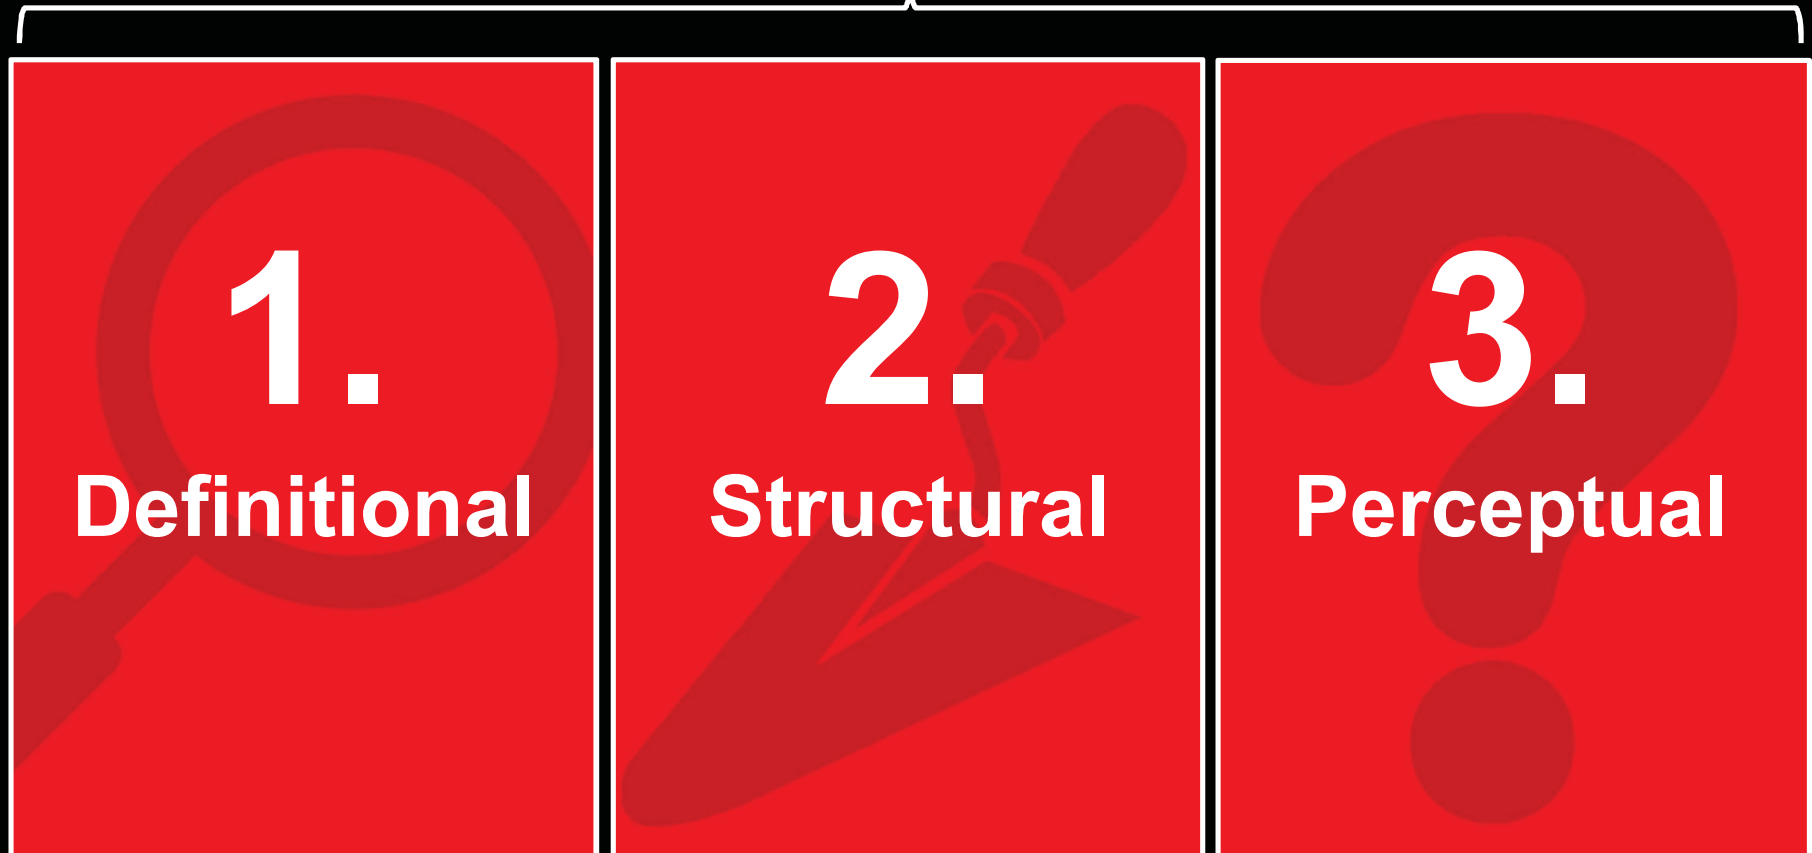 1.
Definitional
2.
Structural
3.
Perceptual